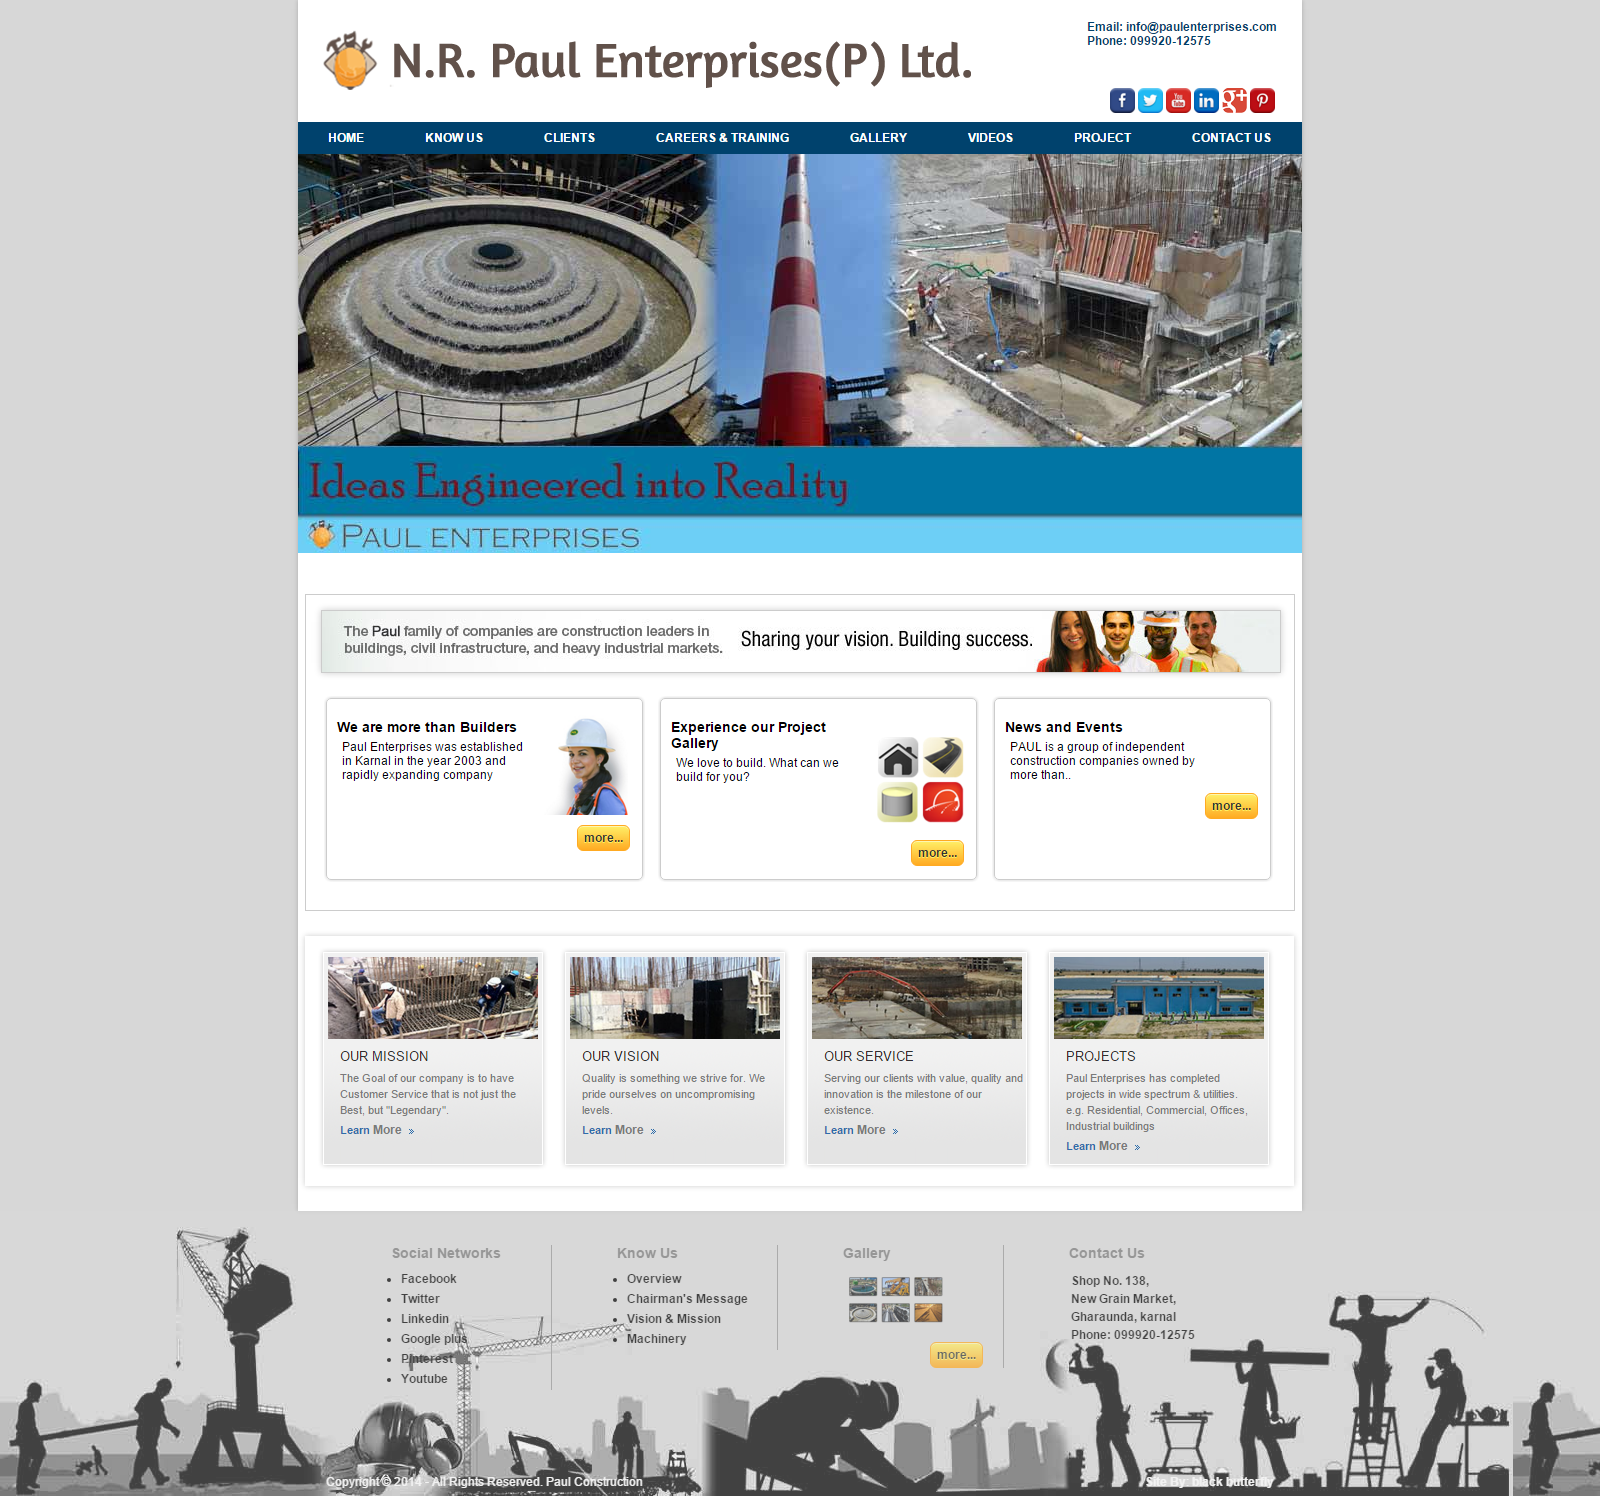 Email: info@paulenterprises.com
Phone: 099920-12575
N.R. Paul Enterprises(P) Ltd.
HOME KNOW US CLIENTS CAREERS & TRAINING GALLERY VIDEOS PROJECT CONTACT US
Ideas Engineered into Reality
PAUL ENTERPRISES
The Paul family of companies are construction leaders in
buildings, civil infrastructure, and heavy industrial markets.
Sharing your vision. Building success.
We are more than Builders
Paul Enterprises was established
in Karnal in the year 2003 and
rapidly expanding company
more...
Experience our Project
Gallery
We love to build. What can we
build for you?
more...
News and Events
PAUL is a group of independent
construction companies owned by
more than..
more...
OUR MISSION
The Goal of our company is to have
Customer Service that is not just the
Best, but "Legendary".
Learn More
OUR VISION
Quality is something we strive for. We
pride ourselves on uncompromising
levels.
Learn More
OUR SERVICE
Serving our clients with value, quality and
innovation is the milestone of our
existence.
Learn More
PROJECTS
Paul Enterprises has completed
projects in wide spectrum & utilities.
e.g. Residential, Commercial, Offices,
Industrial buildings
Learn More
Social Networks
Facebook
Twitter
Linkedin
Google plus
Pinterest
Youtube
Know Us
Overview
Chairman's Message
Vision & Mission
Machinery
Gallery
more...
Contact Us
Shop No. 138,
New Grain Market,
Gharaunda, karnal
Phone: 099920-12575
Copyright © 2014 - All Rights Reserved. Paul Construction
Site By: black butterfly